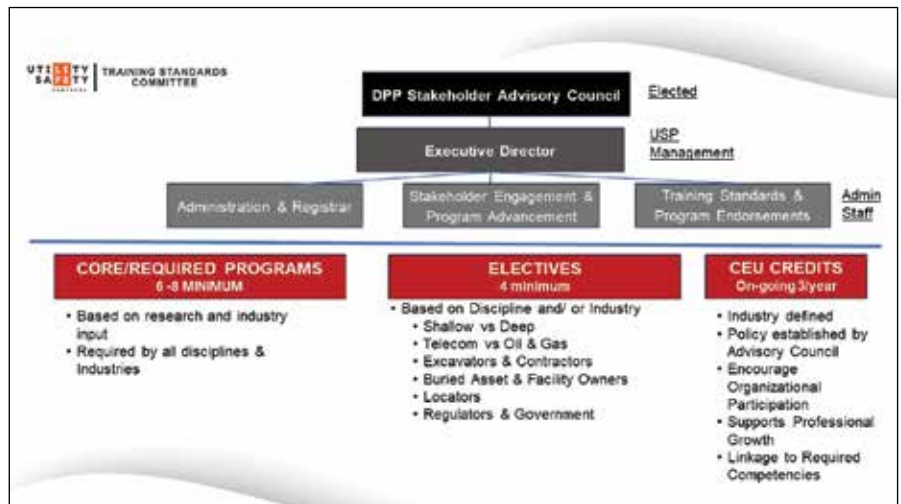 UTILITY
SAFETY
TRAINING STANDARDS
COMMITTEE
DPP Stakeholder Advisory Council
Elected
Executive Director
USP
Management
Administration & Registrar
Stakeholder Engagement &
Program Advancement
Training Standards &
Program Endorsements
Admin
Staff
CORE/REQUIRED PROGRAMS
6 -8 MINIMUM
• Based on research and industry
input
• Required by all disciplines &
Industries
ELECTIVES
4 minimum
• Based on Discipline and/ or Industry
• Shallow vs Deep
• Telecom vs Oil & Gas
• Excavators & Contractors
• Buried Asset & Facility Owners
• Locators
• Regulators & Government
CEU CREDITS
On-going 3/year
• Industry defined
• Policy established by
Advisory Council
• Encourage
Organizational
Participation
• Supports Professional
Growth
• Linkage to Required
Competencies